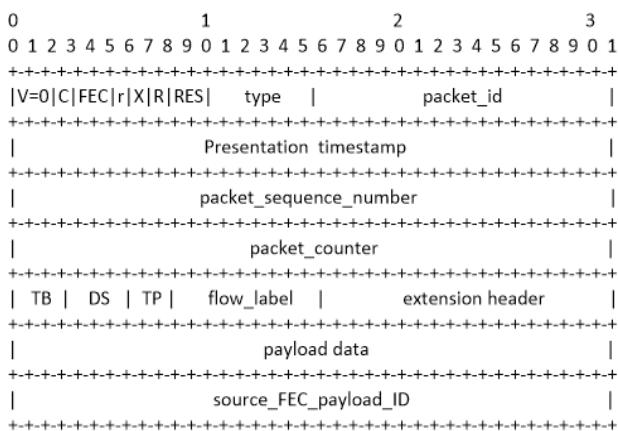 0 1 2 3
0 1 2 3 4 5 6 7 8 9 0 1 2 3 4 5 6 7 8 9 0 1 2 3 4 5 6 7 8 9 0 1
+-+-+-+-+-+-+-+-+-+-+-+-+-+-+-+-+-+-+-+-+-+-+-+-+-+-+-+-+-+-+-+-+
|V=0|C|FEC|r|X|R|RES| type | packet_id |
+-+-+-+-+-+-+-+-+-+-+-+-+-+-+-+-+-+-+-+-+-+-+-+-+-+-+-+-+-+-+-+-+
| Presentation timestamp |
+-+-+-+-+-+-+-+-+-+-+-+-+-+-+-+-+-+-+-+-+-+-+-+-+-+-+-+-+-+-+-+-+
| packet_sequence_number |
+-+-+-+-+-+-+-+-+-+-+-+-+-+-+-+-+-+-+-+-+-+-+-+-+-+-+-+-+-+-+-+-+
| packet_counter |
+-+-+-+-+-+-+-+-+-+-+-+-+-+-+-+-+-+-+-+-+-+-+-+-+-+-+-+-+-+-+-+-+
| TB | DS | TP | flow_label | extension header |
+-+-+-+-+-+-+-+-+-+-+-+-+-+-+-+-+-+-+-+-+-+-+-+-+-+-+-+-+-+-+-+-+
| payload data |
+-+-+-+-+-+-+-+-+-+-+-+-+-+-+-+-+-+-+-+-+-+-+-+-+-+-+-+-+-+-+-+-+
| source_FEC_payload_ID |
+-+-+-+-+-+-+-+-+-+-+-+-+-+-+-+-+-+-+-+-+-+-+-+-+-+-+-+-+-+-+-+-+